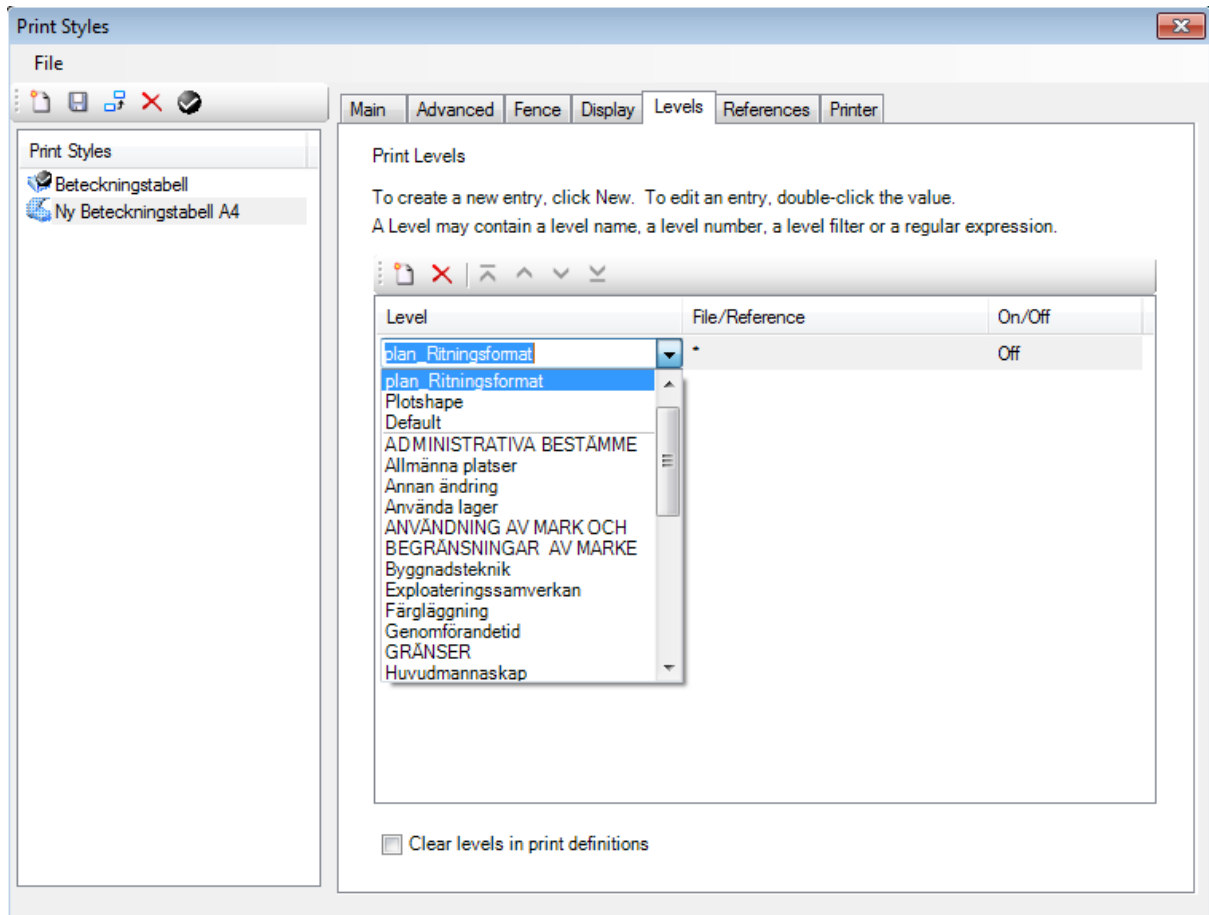 Print Styles
File
Main Advanced Fence Display Levels References Printer
Print Styles
Beteckningstabell
Ny Beteckningstabell A4
Print Levels
To create a new entry, click New. To edit an entry, double-click the value.
A Level may contain a level name, a level number, a level filter or a regular expression.
Level File/Reference On/Off
plan_Ritningsformat * Off
plan_Ritningsformat
Plotshape
Default
ADMINISTRATIVA BESTÄMME
Allmänna platser
Annan ändring
Använda lager
ANVÄNDNING AV MARK OCH
BEGRÄNSNINGAR AV MARKE
Byggnadsteknik
Exploateringssamverkan
Färgläggning
Genomförandetid
GRÄNSER
Huvudmannaskap
Clear levels in print definitions